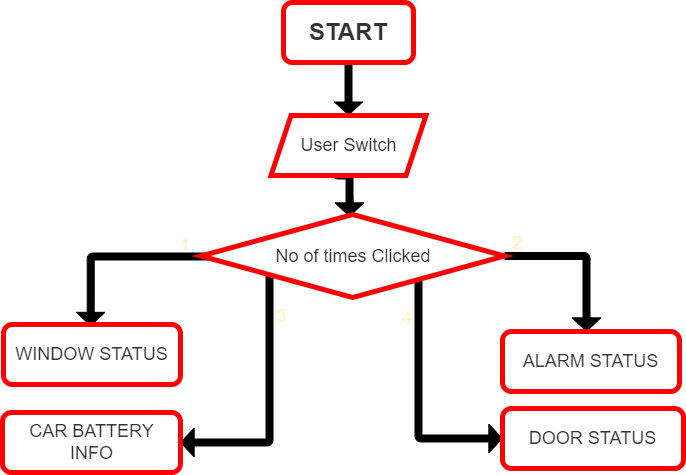 START
User Switch
1
No of times Clicked
2
3
4
WINDOW STATUS
ALARM STATUS
CAR BATTERY
INFO
DOOR STATUS